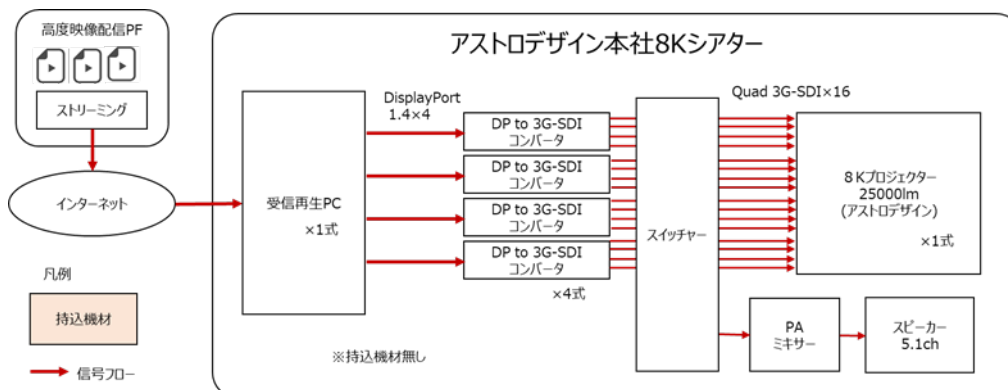 高度映像配信PF
ストリーミング
インターネット
凡例
持込機材
信号フロー
アストロデザイン本社8Kシアター
受信再生PC
×1式
DisplayPort
1.4×4
DP to 3G-SDI
コンバータ
DP to 3G-SDI
コンバータ
DP to 3G-SDI
コンバータ
DP to 3G-SDI
コンバータ
×4式
※持込機材無し
スイッチャー
Quad 3G-SDI×16
8Kプロジェクター
25000lm
(アストロデザイン)
×1式
PA
ミキサー
スピーカー
5.1ch